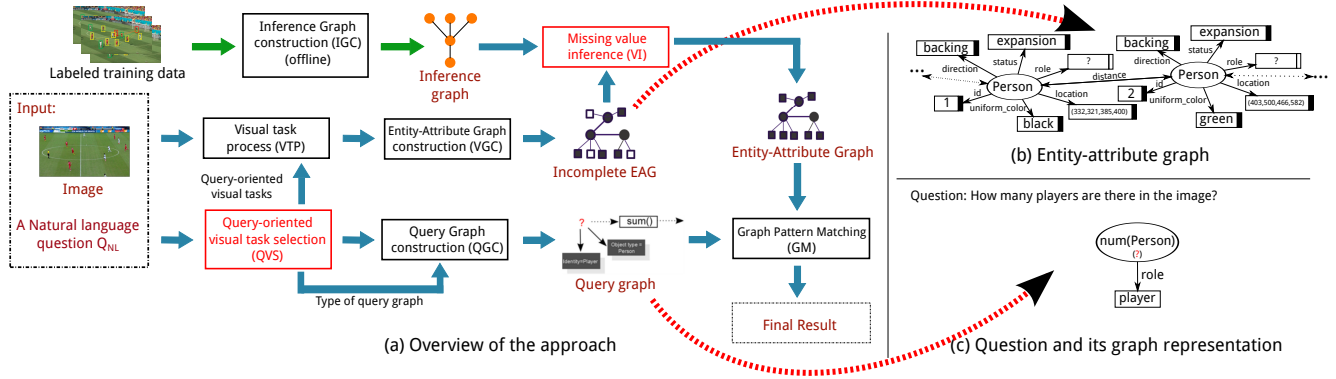 Labeled training data
Inference Graph
construction (IGC)
(offline)
Inference
graph
Missing value
inference (VI)
Input:
Image
A Natural language
question QNL
Visual task
process (VTP)
Entity-Attribute Graph
construction (VGC)
Incomplete EAG
Entity-Attribute Graph
Query-oriented
visual tasks
Query-oriented
visual task selection
(QVS)
Query Graph
construction (QGC)
Type of query graph
?
sum()
Object type =
Person
Identity=Player
Query graph
Graph Pattern Matching
(GM)
Final Result
(a) Overview of the approach
backing
expansion
direction
status
role
?
...
Person
distance
id
1
uniform_color
black
location
(332,321,385,400)
backing
expansion
direction
status
role
?
...
Person
id
2
uniform_color
green
location
(403,500,466,582)
(b) Entity-attribute graph
Question: How many players are there in the image?
num(Person)
(?)
role
player
(c) Question and its graph representation